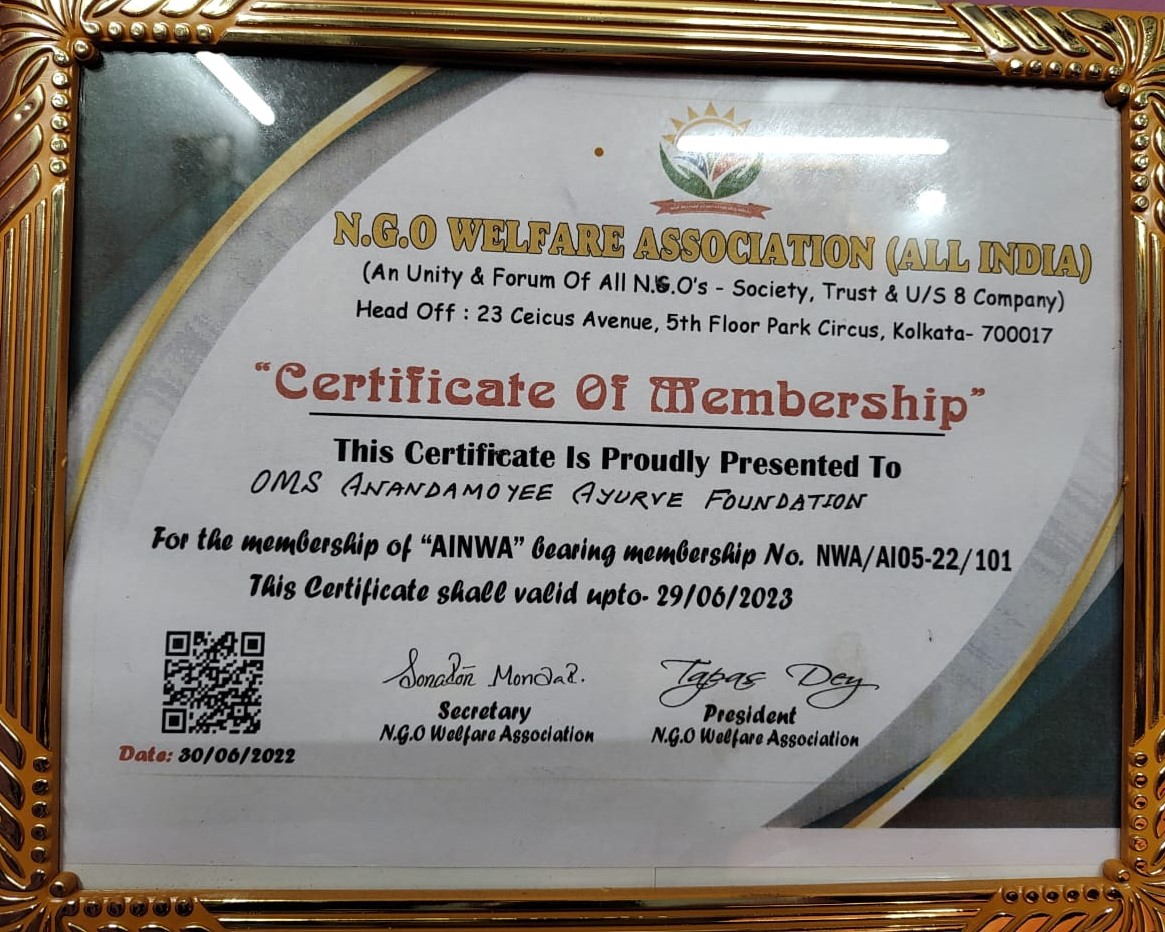 N.G.O WELFARE ASSOCIATION (ALL INDIA)
(An Unity & Forum Of All N.G.O's - Society, Trust & U/S 8 Company)
Head Off : 23 Ceicus Avenue, 5th Floor Park Circus, Kolkata- 700017
"Certificate Of Membership"
This Certificate Is Proudly Presented To
OMS ANANDAMOYEE AYURVE FOUNDATION
For the membership of "AINWA" bearing membership No. NWA/AI05-22/101
This Certificate shall valid upto- 29/06/2023
Sonaton Mondal.
Tapas Dey
Secretary
President
N.G.O Welfare Association
N.G.O Welfare Association
Date: 30/06/2022